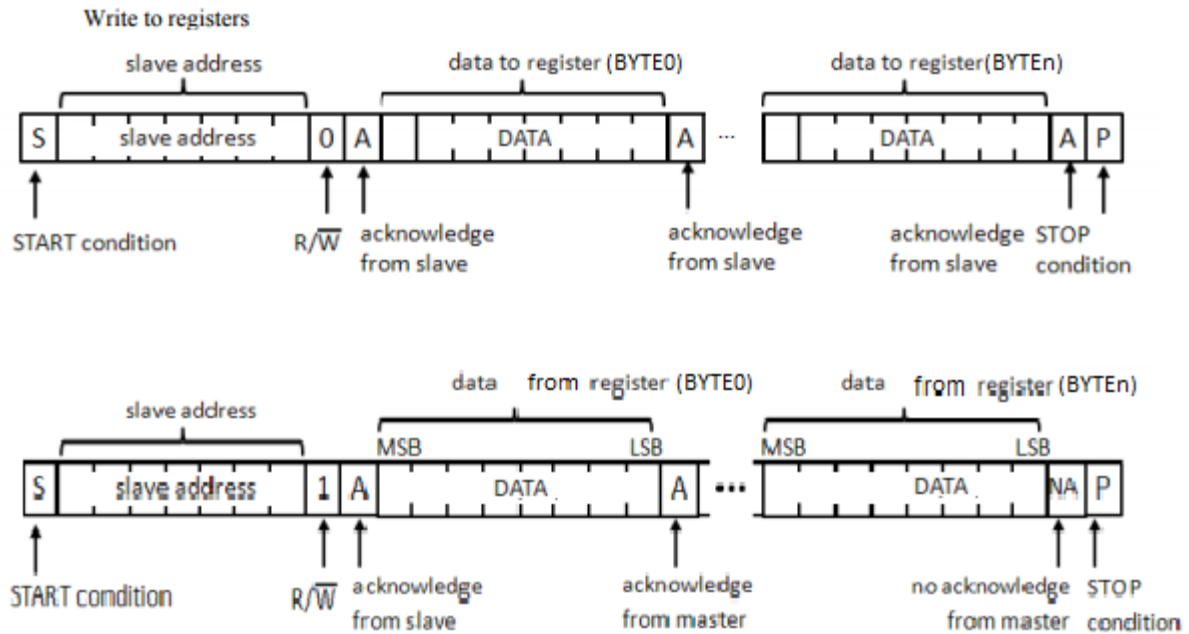 Write to registers
slave address
data to register (BYTE0)
data to register(BYTEn)
S slave address 0 A DATA A ... DATA A P
START condition
R/W̅
acknowledge
from slave
acknowledge
from slave
acknowledge
from slave
STOP
condition
slave address
data from register (BYTE0)
data from register (BYTEn)
MSB LSB MSB LSB
S slave address 1 A DATA A ... DATA NA P
START condition
R/W̅
acknowledge
from slave
acknowledge
from master
no acknowledge
from master
STOP
condition